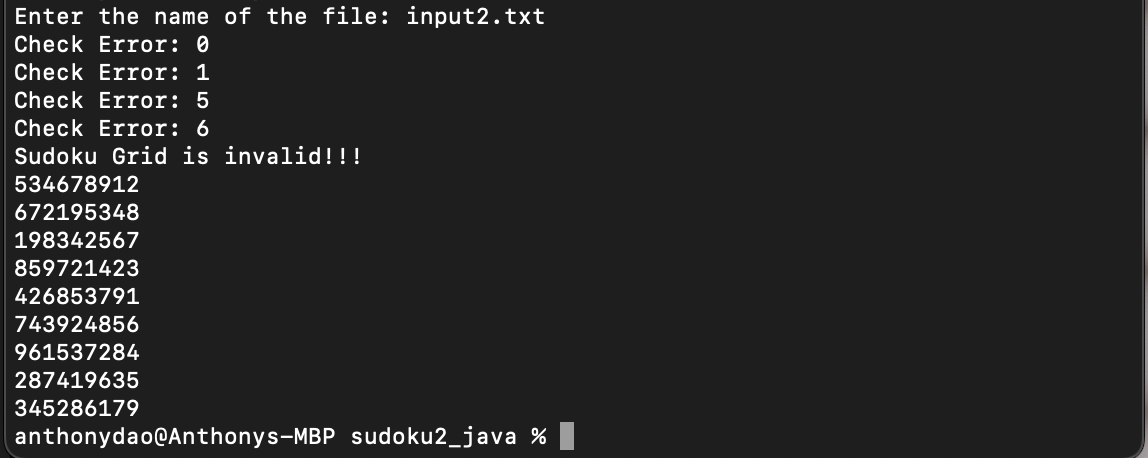 Enter the name of the file: input2.txt
Check Error: 0
Check Error: 1
Check Error: 5
Check Error: 6
Sudoku Grid is invalid!!!
534678912
672195348
198342567
859721423
426853791
743924856
961537284
287419635
345286179
anthonydao@Anthonys-MBP sudoku2_java %